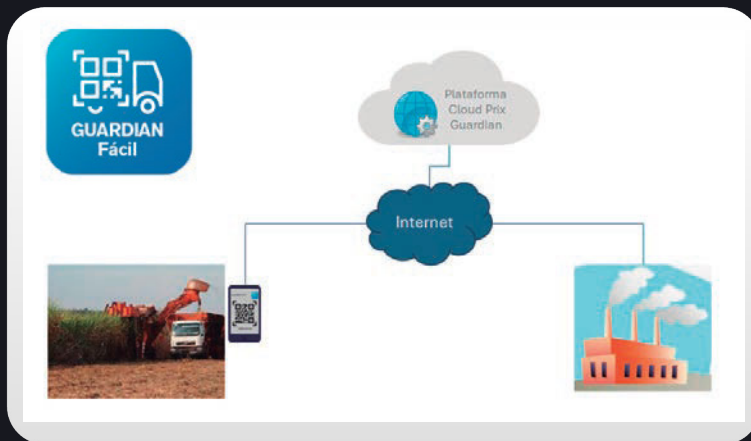 GUARDIAN
Fácil
Plataforma
Cloud Prix
Guardian
Internet